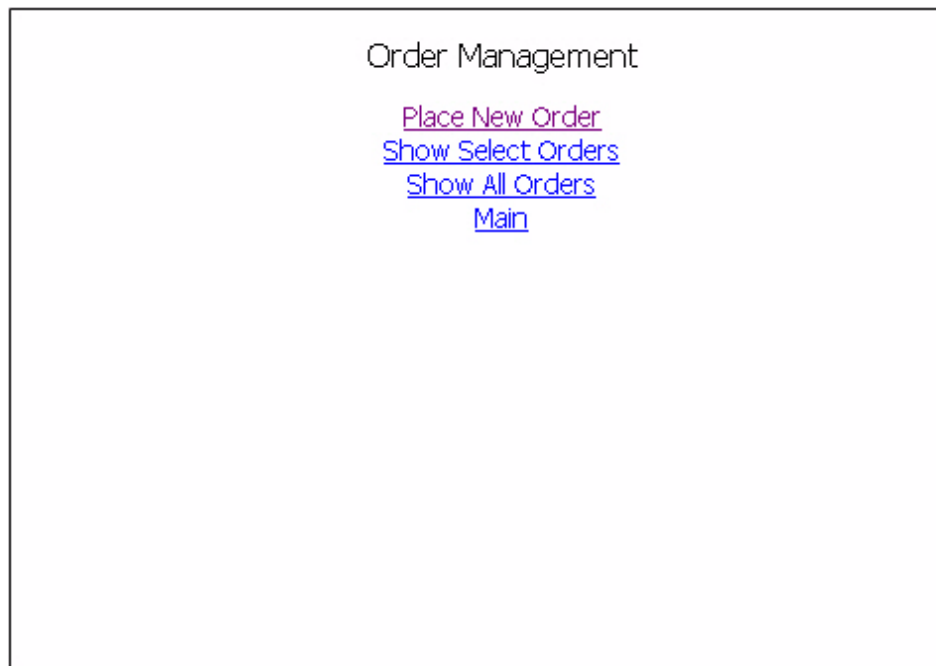 Order Management
Place New Order
Show Select Orders
Show All Orders
Main